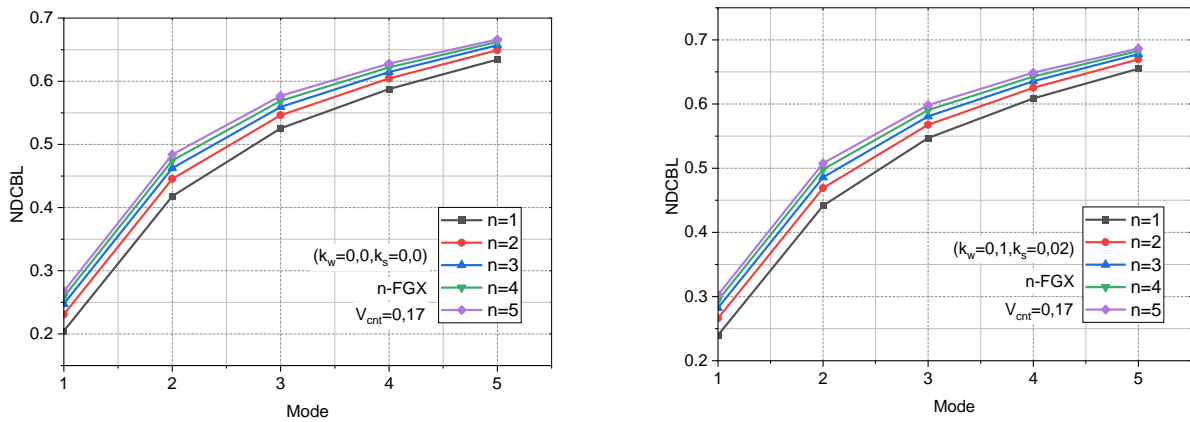 0.7
0.6
0.5
0.4
0.3
0.2
NDCBL
1 2 3 4 5
Mode
n=1
n=2
n=3
n=4
n=5
(kw=0,0,ks=0,0)
n-FGX
Vcnt=0,17
0.7
0.6
0.5
0.4
0.3
0.2
NDCBL
1 2 3 4 5
Mode
n=1
n=2
n=3
n=4
n=5
(kw=0,1,ks=0,02)
n-FGX
Vcnt=0,17